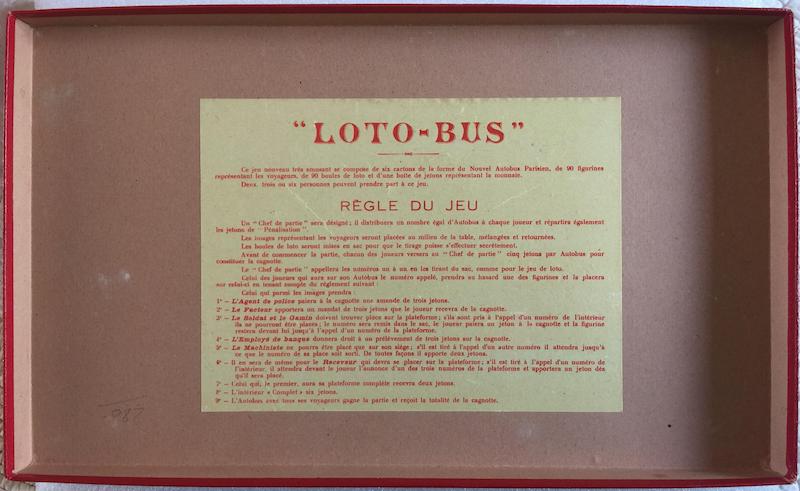 "LOTO-BUS"
Ce jeu nouveau très amusant se compose de six cartons de la forme du Nouvel Autobus Parisien, de 90 figurines
représentant les voyageurs, de 90 boules de loto et d'une boîte de jetons représentant la monnaie.
Deux, trois ou six personnes peuvent prendre part à ce jeu.
RÈGLE DU JEU
Un "Chef de partie" sera désigné; il distribuera un nombre égal d'Autobus à chaque joueur et répartira également
les jetons de "Pénalisation".
Les images représentant les voyageurs seront placées au milieu de la table, mélangées et retournées.
Les boules de loto seront mises en sac pour que le tirage puisse s'effectuer secrètement.
Avant de commencer la partie, chacun des joueurs versera au "Chef de partie" cinq jetons par Autobus pour
constituer la cagnotte.
Le "Chef de partie" appellera les numéros un à un en les tirant du sac, comme pour le jeu de loto.
Celui des joueurs qui aura sur son Autobus le numéro appelé, prendra au hasard une des figurines et la placera
sur celui-ci en tenant compte du règlement suivant :
Celui qui parmi les images prendra :
1° — L'Agent de police paiera à la cagnotte une amende de trois jetons.
2° — Le Facteur apportera un mandat de trois jetons que le joueur recevra de la cagnotte.
3° — Le Soldat et le Gamin doivent trouver place sur la plateforme; s'ils sont pris à l'appel d'un numéro de l'intérieur
ils ne pourront être placés; le numéro sera remis dans le sac, le joueur paiera un jeton à la cagnotte et la figurine
restera devant lui jusqu'à l'appel d'un numéro de la plateforme.
4° — L'Employé de banque donnera droit à un prélèvement de trois jetons sur la cagnotte.
5° — Le Machiniste ne pourra être placé que sur son siège; s'il est tiré à l'appel d'un autre numéro il attendra jusqu'à
ce que le numéro de sa place soit sorti. De toutes façons il apporte deux jetons.
6° — Il en sera de même pour le Receveur qui devra se placer sur la plateforme; s'il est tiré à l'appel d'un numéro de
l'intérieur, il attendra devant le joueur l'annonce d'un des trois numéros de la plateforme et apportera un jeton dès
qu'il sera placé.
7° — Celui qui, le premier, aura sa plateforme complète recevra deux jetons.
8° — L'intérieur « Complet » six jetons.
9° — L'Autobus avec tous ses voyageurs gagne la partie et reçoit la totalité de la cagnotte.